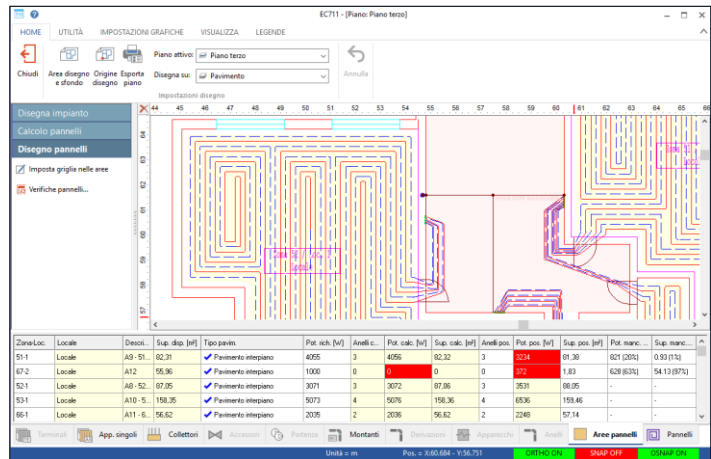 EC711 - [Piano: Piano terzo]
HOME UTILITÀ IMPOSTAZIONI GRAFICHE VISUALIZZA LEGENDE
Chiudi
Area disegno e sfondo
Origine disegno
Esporta piano
Piano attivo: Piano terzo
Disegna su: Pavimento
Annulla
Impostazioni disegno
Disegna impianto
Calcolo pannelli
Disegno pannelli
Imposta griglia nelle aree
Verifiche pannelli...
44 45 46 47 48 49 50 51 52 53 54 55 56 57 58 59 60 61 62 63 64 65 66
64
63
62
61
60
59
58
57
Zona-Loc. Locale Descri... Sup. disp. [m²] Tipo pavim. Pot. rich. [W] Anelli c... Pot. calc. [W] Sup. calc. [m²] Anelli pos. Pot. pos. [W] Sup. pos. [m²] Pot. manc. ... Sup. manc...
51-1 Locale A9 - 51... 82,31 Pavimento interpiano 4055 3 4056 82,32 3 3234 81,38 821 (20%) 0.93 (1%)
67-2 Locale A12 55,96 Pavimento interpiano 1000 0 0 0 0 372 1,83 628 (63%) 54.13 (97%)
52-1 Locale A8 - 52... 87,05 Pavimento interpiano 3071 3 3072 87,06 3 3531 88,05 - -
53-1 Locale A10 - 5... 158,35 Pavimento interpiano 5073 4 5076 158,36 4 6536 159,46 - -
66-1 Locale A11 - 6... 56,62 Pavimento interpiano 2035 2 2036 56,62 2 2248 57,14 - -
Terminali App. singoli Collettori Accessori Partenze Montanti Derivazioni Apparecchi Anelli Aree pannelli Pannelli
Unità = m Pos. = X:60.684 - Y:56.751 ORTHO ON SNAP OFF OSNAP ON